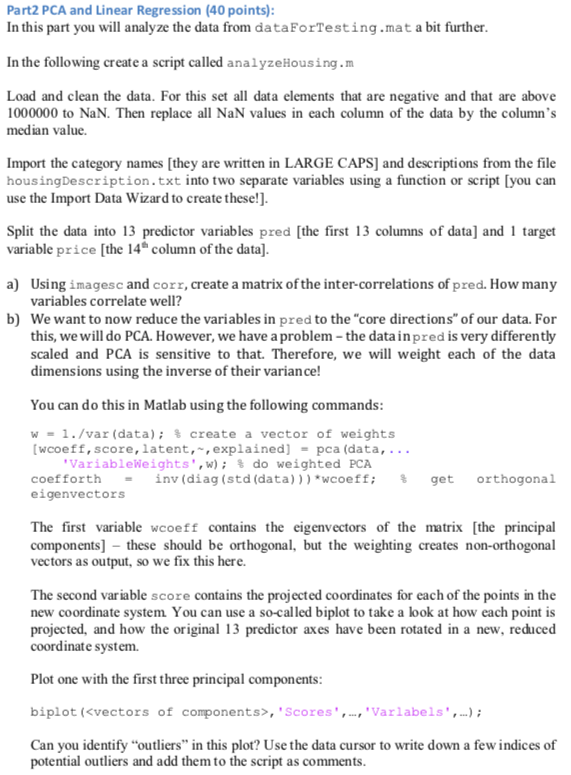 Part2 PCA and Linear Regression (40 points):
In this part you will analyze the data from dataForTesting.mat a bit further.
In the following create a script called analyzeHousing.m
Load and clean the data. For this set all data elements that are negative and that are above
1000000 to NaN. Then replace all NaN values in each column of the data by the column's
median value.
Import the category names [they are written in LARGE CAPS] and descriptions from the file
housingDescription.txt into two separate variables using a function or script [you can
use the Import Data Wizard to create these!].
Split the data into 13 predictor variables pred [the first 13 columns of data] and 1 target
variable price [the 14th column of the data].
a) Using imagesc and corr, create a matrix of the inter-correlations of pred. How many
variables correlate well?
b) We want to now reduce the variables in pred to the "core directions" of our data. For
this, we will do PCA. However, we have a problem – the data in pred is very differently
scaled and PCA is sensitive to that. Therefore, we will weight each of the data
dimensions using the inverse of their variance!
You can do this in Matlab using the following commands:
w = 1./var(data); % create a vector of weights
[wcoeff,score,latent,~,explained] = pca(data,...
'VariableWeights',w); % do weighted PCA
coefforth = inv(diag(std(data)))*wcoeff; % get orthogonal
eigenvectors
The first variable wcoeff contains the eigenvectors of the matrix [the principal
components] – these should be orthogonal, but the weighting creates non-orthogonal
vectors as output, so we fix this here.
The second variable score contains the projected coordinates for each of the points in the
new coordinate system. You can use a so-called biplot to take a look at how each point is
projected, and how the original 13 predictor axes have been rotated in a new, reduced
coordinate system.
Plot one with the first three principal components:
biplot(<vectors of components>,'Scores',…,'Varlabels',…);
Can you identify "outliers" in this plot? Use the data cursor to write down a few indices of
potential outliers and add them to the script as comments.